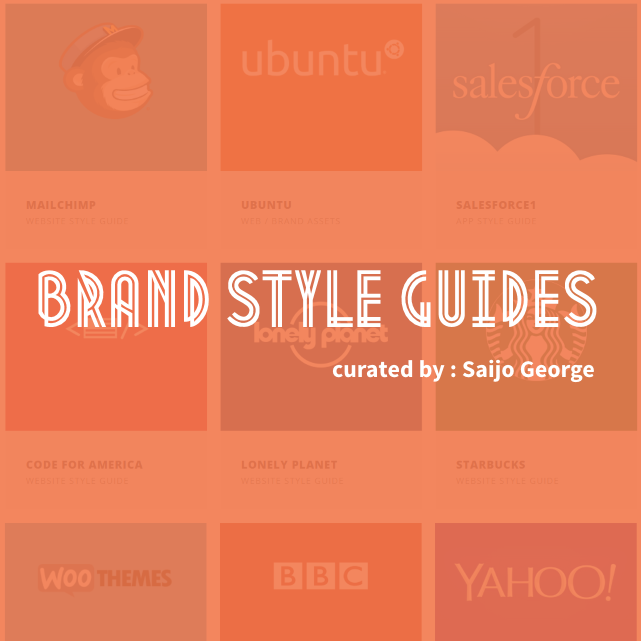 ubuntu
1
salesforce
MAILCHIMP
UBUNTU
SALESFORCE1
WEBSITE STYLE GUIDE
WEB / BRAND ASSETS
APP STYLE GUIDE
BRAND STYLE GUIDES
lonely planet
curated by : Saijo George
CODE FOR AMERICA
LONELY PLANET
STARBUCKS
WEBSITE STYLE GUIDE
WEBSITE STYLE GUIDE
WEBSITE STYLE GUIDE
WOO THEMES
BBC
YAHOO!